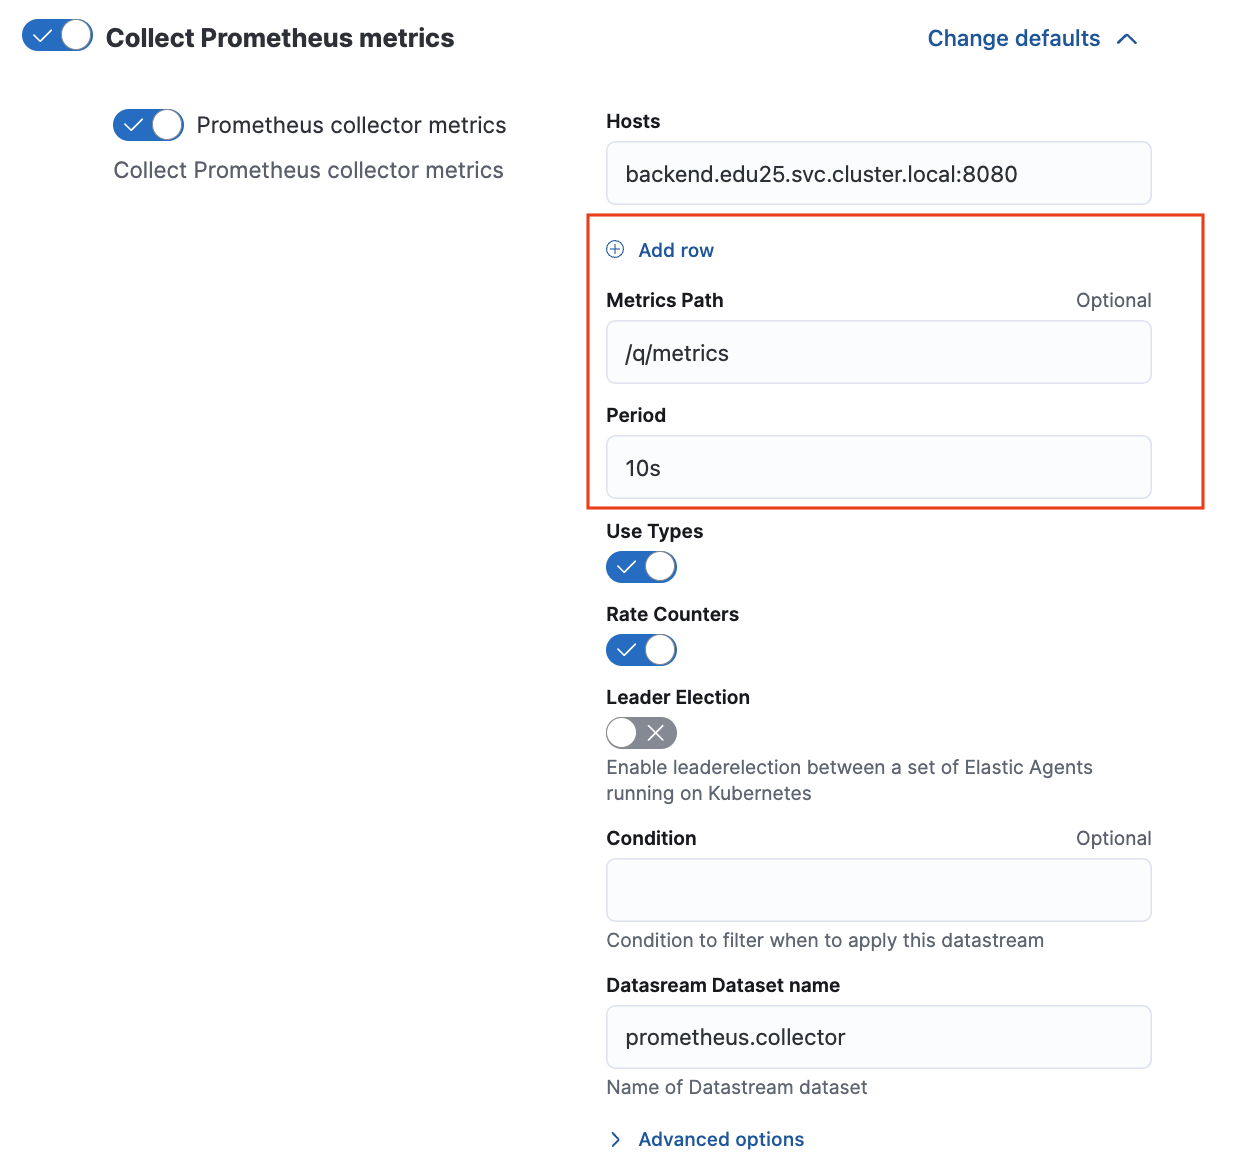 Collect Prometheus metrics
Change defaults
Prometheus collector metrics
Collect Prometheus collector metrics
Hosts
backend.edu25.svc.cluster.local:8080
Add row
Metrics Path
Optional
/q/metrics
Period
10s
Use Types
Rate Counters
Leader Election
Enable leaderelection between a set of Elastic Agents
running on Kubernetes
Condition
Optional
Condition to filter when to apply this datastream
Datasream Dataset name
prometheus.collector
Name of Datastream dataset
Advanced options